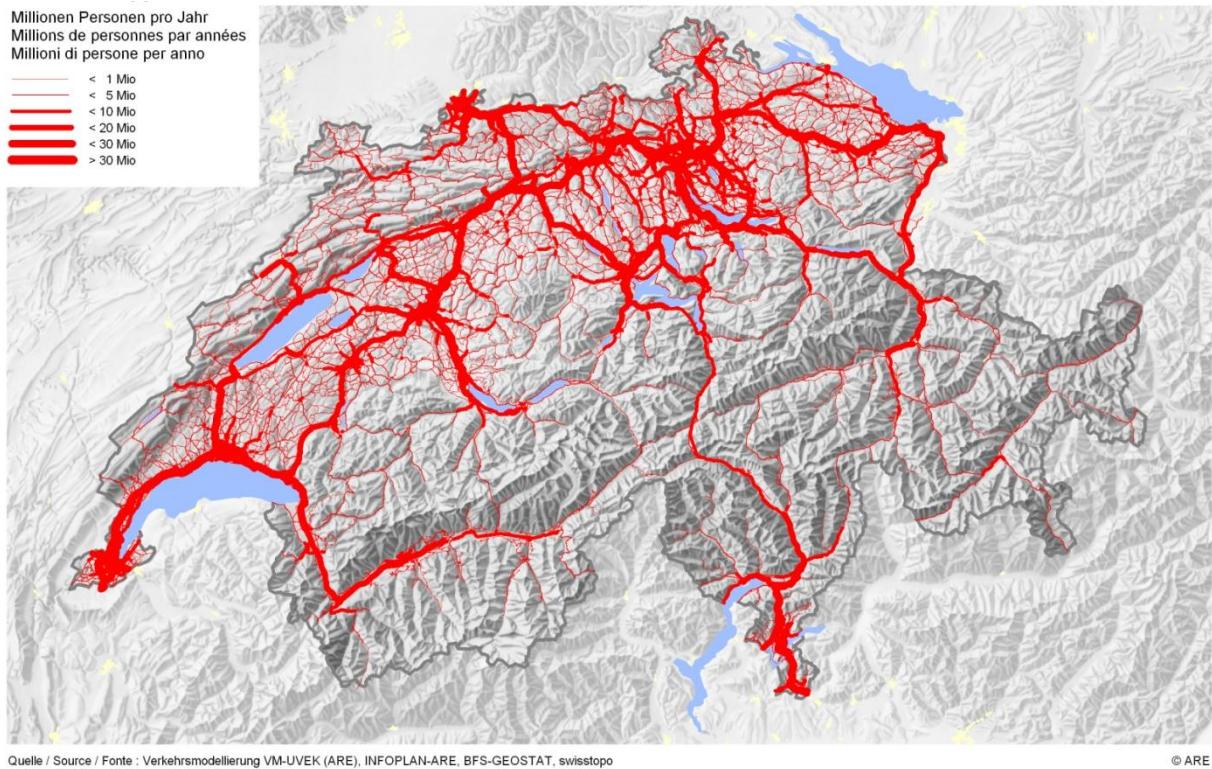 Millionen Personen pro Jahr
Millions de personnes par années
Millioni di persone per anno
< 1 Mio
< 5 Mio
< 10 Mio
< 20 Mio
< 30 Mio
> 30 Mio
Quelle / Source / Fonte : Verkehrsmodellierung VM-UVEK (ARE), INFOPLAN-ARE, BFS-GEOSTAT, swisstopo
© ARE